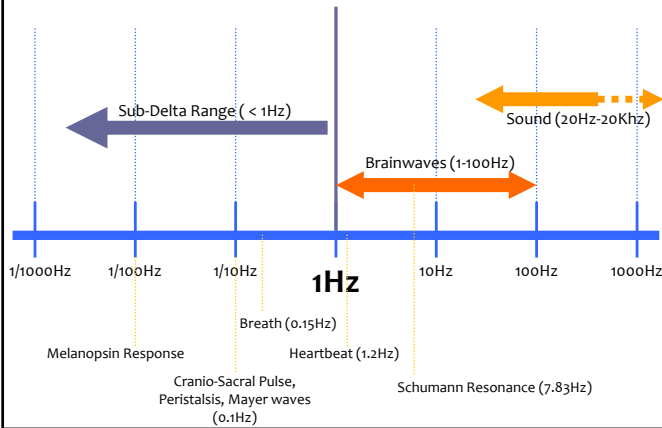 Sub-Delta Range ( < 1Hz)
Sound (20Hz-20Khz)
Brainwaves (1-100Hz)
1/1000Hz
1/100Hz
1/10Hz
1Hz
10Hz
100Hz
1000Hz
Breath (0.15Hz)
Melanopsin Response
Heartbeat (1.2Hz)
Cranio-Sacral Pulse,
Peristalsis, Mayer waves
(0.1Hz)
Schumann Resonance (7.83Hz)